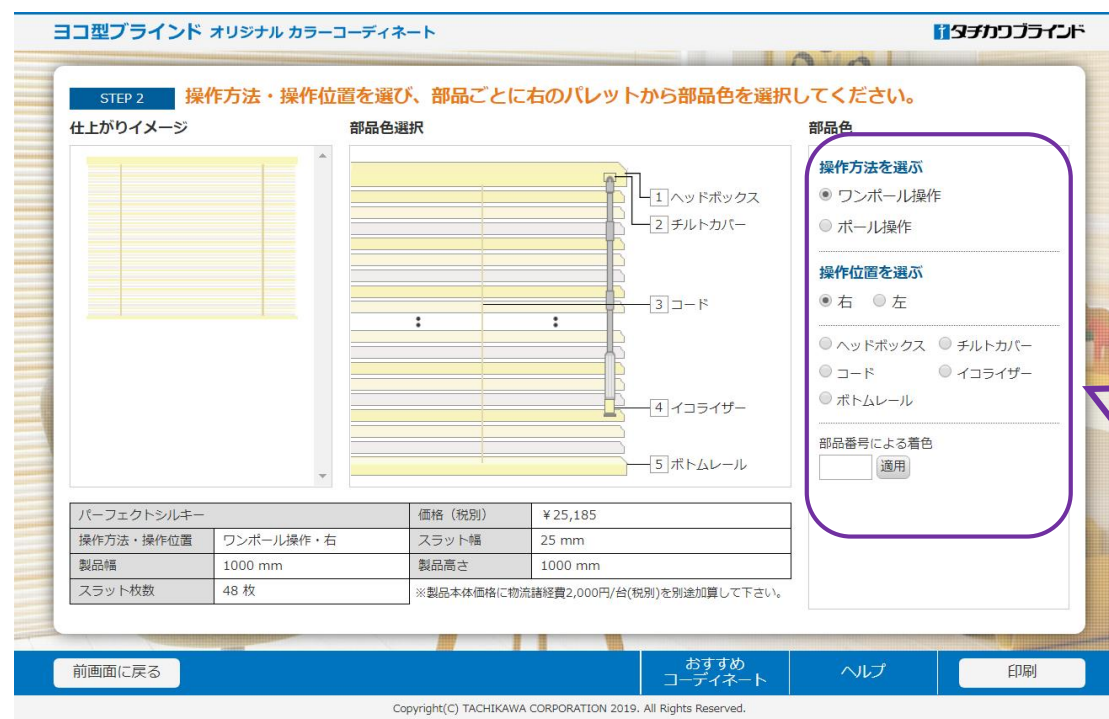 ヨコ型ブラインド オリジナル カラーコーディネート
タチカワブラインド
STEP 2 操作方法・操作位置を選び、部品ごとに右のパレットから部品色を選択してください。
仕上がりイメージ
部品色選択
1 ヘッドボックス
2 チルトカバー
3 コード
4 イコライザー
5 ボトムレール
部品色
操作方法を選ぶ
ワンポール操作
ポール操作
操作位置を選ぶ
右 左
ヘッドボックス チルトカバー
コード イコライザー
ボトムレール
部品番号による着色
適用
パーフェクトシルキー 価格（税別） ¥25,185
操作方法・操作位置 ワンポール操作・右 スラット幅 25 mm
製品幅 1000 mm 製品高さ 1000 mm
スラット枚数 48 枚 ※製品本体価格に物流諸経費2,000円/台(税別)を別途加算して下さい。
前画面に戻る
おすすめ
コーディネート
ヘルプ
印刷
Copyright(C) TACHIKAWA CORPORATION 2019. All Rights Reserved.